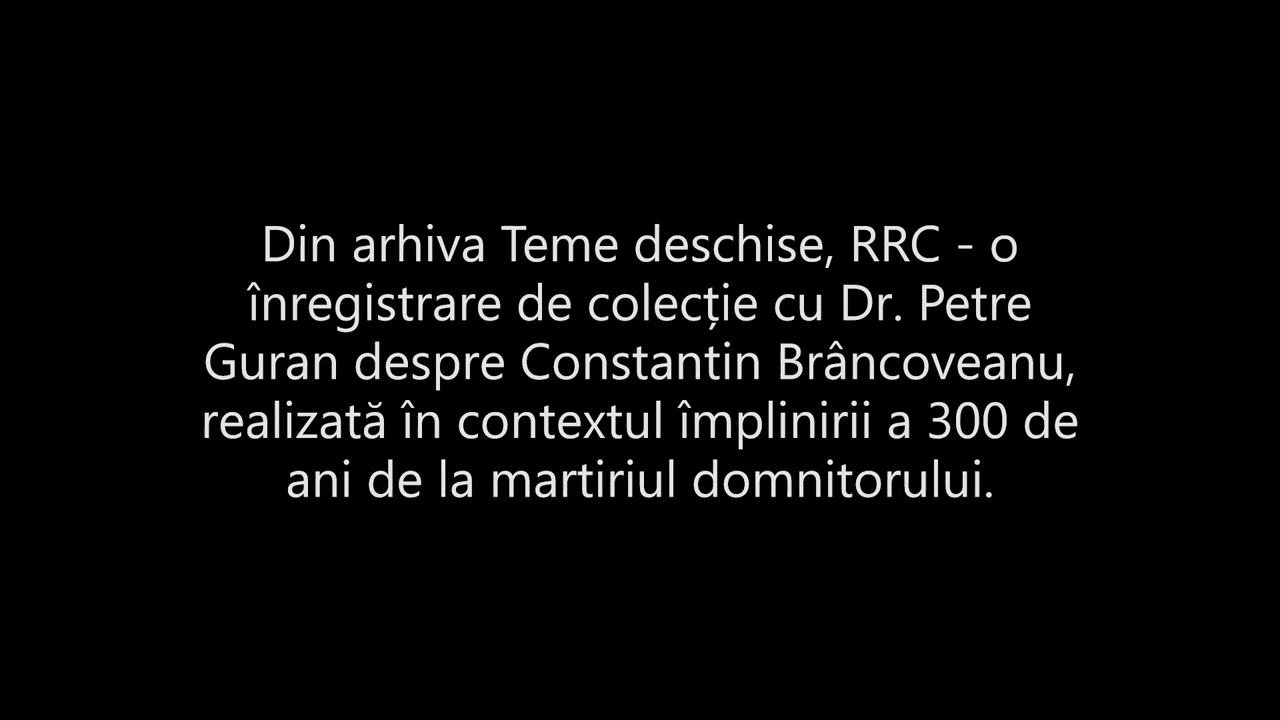 Din arhiva Teme deschise, RRC - o
înregistrare de colecție cu Dr. Petre
Guran despre Constantin Brâncoveanu,
realizată în contextul împlinirii a 300 de
ani de la martiriul domnitorului.